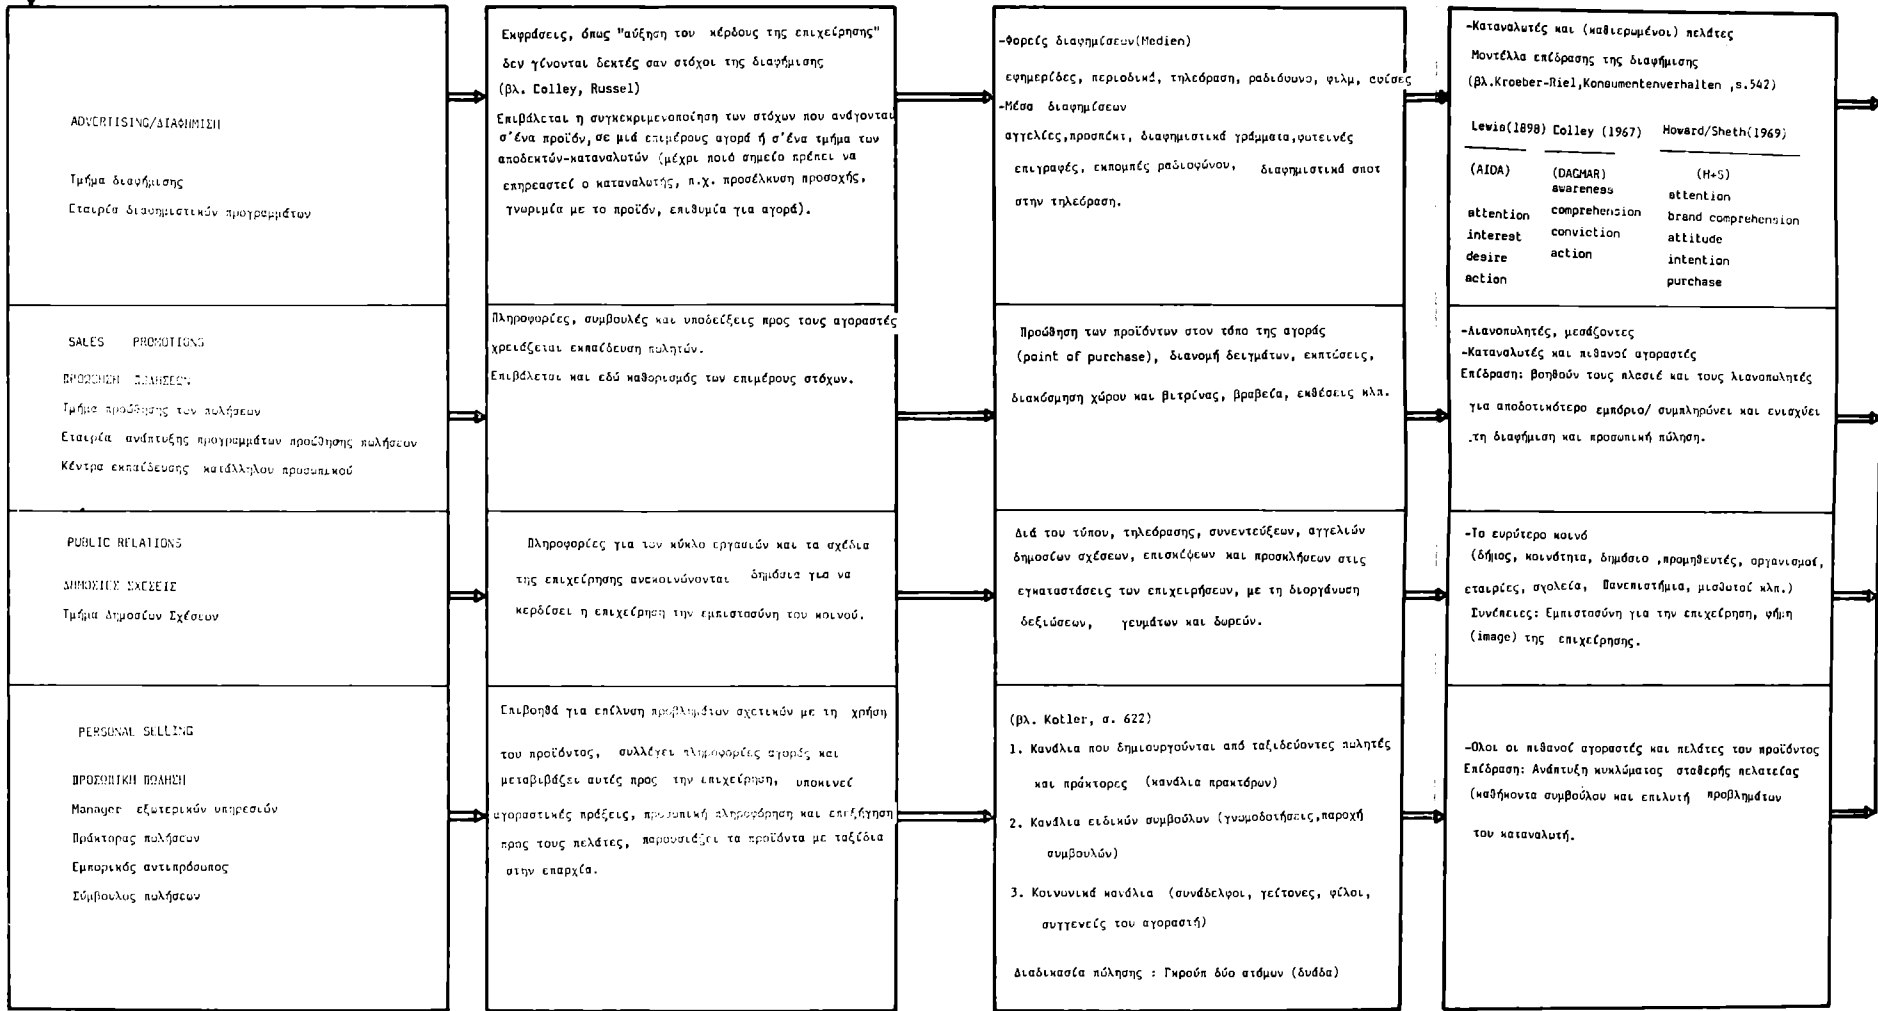 ADVERTISING/ΔΙΑΦΗΜΙΣΗ
Τμήμα διαφήμισης
Εταιρία διαφημιστικών προγραμμάτων
Εκφράσεις, όπως "αύξηση του κέρδους της επιχείρησης"
δεν γίνονται δεκτές σαν στόχοι της διαφήμισης
(βλ. Colley, Russel)
Επιβάλεται η συγκεκριμενοποίηση των στόχων που ανάγονται
σ'ένα προϊόν, σε μιά επιμέρους αγορά ή σ'ένα τμήμα των
αποδεκτών-καταναλωτών (μέχρι ποιό σημείο πρέπει να
επηρεαστεί ο καταναλωτής, π.χ. προσέλκυση προσοχής,
γνωριμία με το προϊόν, επιθυμία για αγορά).
-Φορείς διαφημίσεων(Medien)
εφημερίδες, περιοδικά, τηλεόραση, ραδιόφωνο, φιλμ, αφίσες
-Μέσα διαφημίσεων
αγγελίες,προσπέκτ, διαφημιστικά γράμματα,φωτεινές
επιγραφές, εκπομπές ραδιοφώνου, διαφημιστικά σποτ
στην τηλεόραση.
-Καταναλωτές και (καθιερωμένοι) πελάτες
Μοντέλλα επίδρασης της διαφήμισης
(βλ.Kroeber-Riel,Konsumentenverhalten ,s.542)
Lewis(1898) Colley (1967) Howard/Sheth(1969)
(AIDA) (DAGMAR) (H+S)
awareness attention
attention comprehension brand comprehension
interest conviction attitude
desire action intention
action purchase
SALES PROMOTIONS
ΠΡΟΩΘΗΣΗ ΠΩΛΗΣΕΩΝ
Τμήμα προώθησης των πωλήσεων
Εταιρία ανάπτυξης προγραμμάτων προώθησης πωλήσεων
Κέντρα εκπαίδευσης κατάλληλου προσωπικού
Πληροφορίες, συμβουλές και υποδείξεις προς τους αγοραστές
χρειάζεται εκπαίδευση πωλητών.
Επιβάλεται και εδώ καθορισμός των επιμέρους στόχων.
Προώθηση των προϊόντων στον τόπο της αγοράς
(point of purchase), διανομή δειγμάτων, εκπτώσεις,
διακόσμηση χώρου και βιτρίνας, βραβεία, εκθέσεις κλπ.
-Λιανοπωλητές, μεσάζοντες
-Καταναλωτές και πιθανοί αγοραστές
Επίδραση: βοηθούν τους πλασιέ και τους λιανοπωλητές
για αποδοτικότερο εμπόριο/ συμπληρώνει και ενισχύει
τη διαφήμιση και προσωπική πώληση.
PUBLIC RELATIONS
ΔΗΜΟΣΙΕΣ ΣΧΕΣΕΙΣ
Τμήμα Δημοσίων Σχέσεων
Πληροφορίες για τον κύκλο εργασιών και τα σχέδια
της επιχείρησης ανακοινώνονται δημόσια για να
κερδίσει η επιχείρηση την εμπιστοσύνη του κοινού.
Διά του τύπου, τηλεόρασης, συνεντεύξεων, αγγελιών
δημοσίων σχέσεων, επισκέψεων και προσκλήσεων στις
εγκαταστάσεις των επιχειρήσεων, με τη διοργάνωση
δεξιώσεων, γευμάτων και δωρεών.
-Το ευρύτερο κοινό
(δήμος, κοινότητα, δημόσιο ,προμηθευτές, οργανισμοί,
εταιρίες, σχολεία, Πανεπιστήμια, μισθωτοί κλπ.)
Συνέπειες: Εμπιστοσύνη για την επιχείρηση, φήμη
(image) της επιχείρησης.
PERSONAL SELLING
ΠΡΟΣΩΠΙΚΗ ΠΩΛΗΣΗ
Manager εξωτερικών υπηρεσιών
Πράκτορας πωλήσεων
Εμπορικός αντιπρόσωπος
Σύμβουλος πωλήσεων
Επιβοηθά για επίλυση προβλημάτων σχετικών με τη χρήση
του προϊόντος, συλλέγει πληροφορίες αγοράς και
μεταβιβάζει αυτές προς την επιχείρηση, υποκινεί
αγοραστικές πράξεις, προσωπική πληροφόρηση και επεξήγηση
προς τους πελάτες, παρουσιάζει τα προϊόντα με ταξίδια
στην επαρχία.
(βλ. Kotler, σ. 622)
1. Κανάλια που δημιουργούνται από ταξιδεύοντες πωλητές
και πράκτορες (κανάλια πρακτόρων)
2. Κανάλια ειδικών συμβούλων (γνωμοδοτήσεις,παροχή
συμβουλών)
3. Κοινωνικά κανάλια (συνάδελφοι, γείτονες, φίλοι,
συγγενείς του αγοραστή)
Διαδικασία πώλησης : Γκρούπ δύο ατόμων (δυάδα)
-Ολοι οι πιθανοί αγοραστές και πελάτες του προϊόντος
Επίδραση: Ανάπτυξη κυκλώματος σταθερής πελατείας
(καθήκοντα συμβούλου και επιλυτή προβλημάτων
του καταναλωτή.